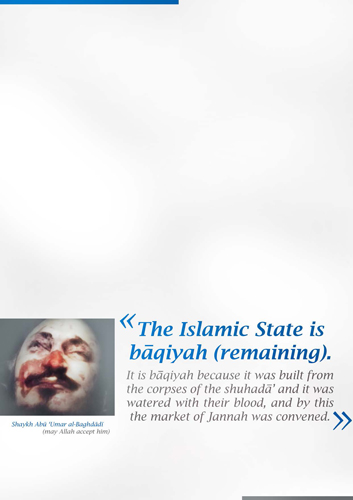 « The Islamic State is
bāqiyah (remaining).
It is bāqiyah because it was built from
the corpses of the shuhadā’ and it was
watered with their blood, and by this
the market of Jannah was convened. »
Shaykh Abū ‘Umar al-Baghdādī
(may Allah accept him)